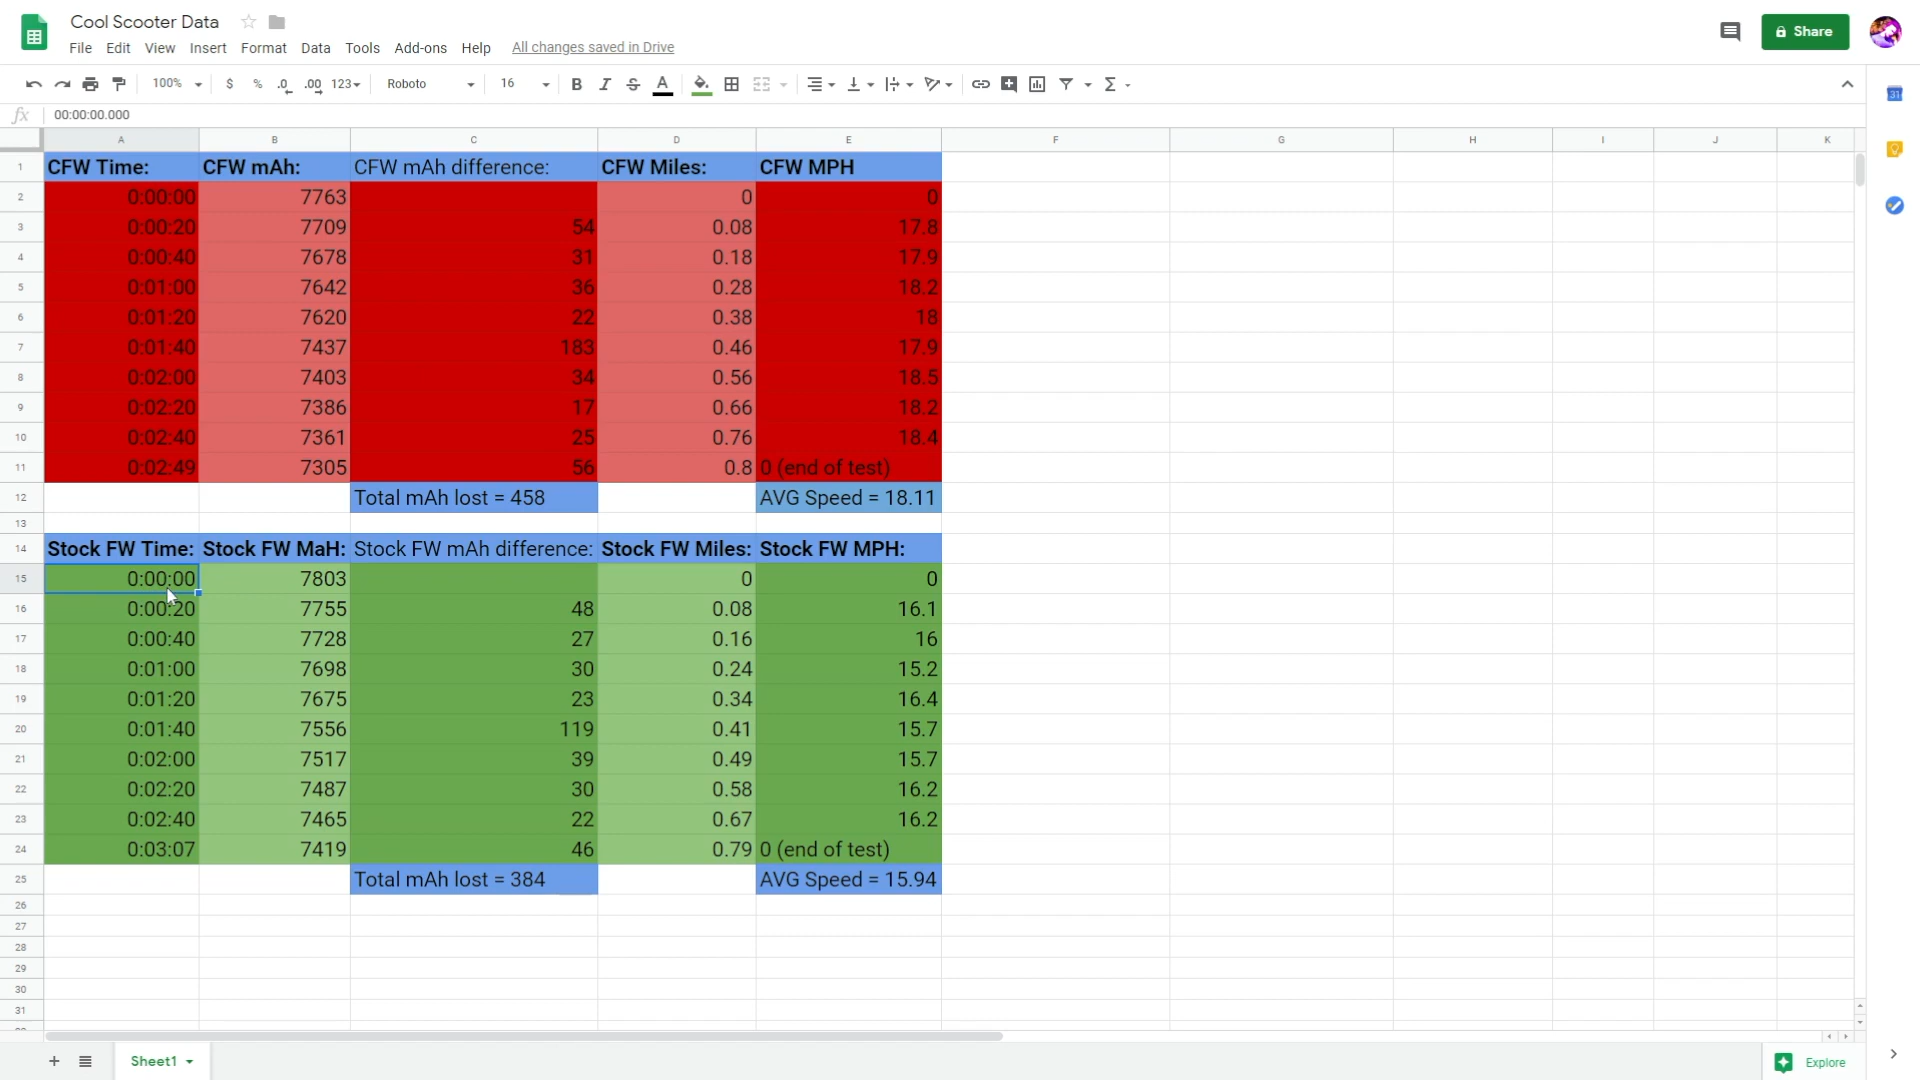 Cool Scooter Data
File Edit View Insert Format Data Tools Add-ons Help All changes saved in Drive
Share
100% $ % .0 .00 123 Roboto 16 B I S A Σ
31
fx 00:00:00.000
A B C D E F G H I J K
1 CFW Time: CFW mAh: CFW mAh difference: CFW Miles: CFW MPH
2 0:00:00 7763 0 0
3 0:00:20 7709 54 0.08 17.8
4 0:00:40 7678 31 0.18 17.9
5 0:01:00 7642 36 0.28 18.2
6 0:01:20 7620 22 0.38 18
7 0:01:40 7437 183 0.46 17.9
8 0:02:00 7403 34 0.56 18.5
9 0:02:20 7386 17 0.66 18.2
10 0:02:40 7361 25 0.76 18.4
11 0:02:49 7305 56 0.8 0 (end of test)
12 Total mAh lost = 458 AVG Speed = 18.11
13
14 Stock FW Time: Stock FW MaH: Stock FW mAh difference: Stock FW Miles: Stock FW MPH:
15 0:00:00 7803 0 0
16 0:00:20 7755 48 0.08 16.1
17 0:00:40 7728 27 0.16 16
18 0:01:00 7698 30 0.24 15.2
19 0:01:20 7675 23 0.34 16.4
20 0:01:40 7556 119 0.41 15.7
21 0:02:00 7517 39 0.49 15.7
22 0:02:20 7487 30 0.58 16.2
23 0:02:40 7465 22 0.67 16.2
24 0:03:07 7419 46 0.79 0 (end of test)
25 Total mAh lost = 384 AVG Speed = 15.94
26
27
28
29
30
31
Sheet1
Explore